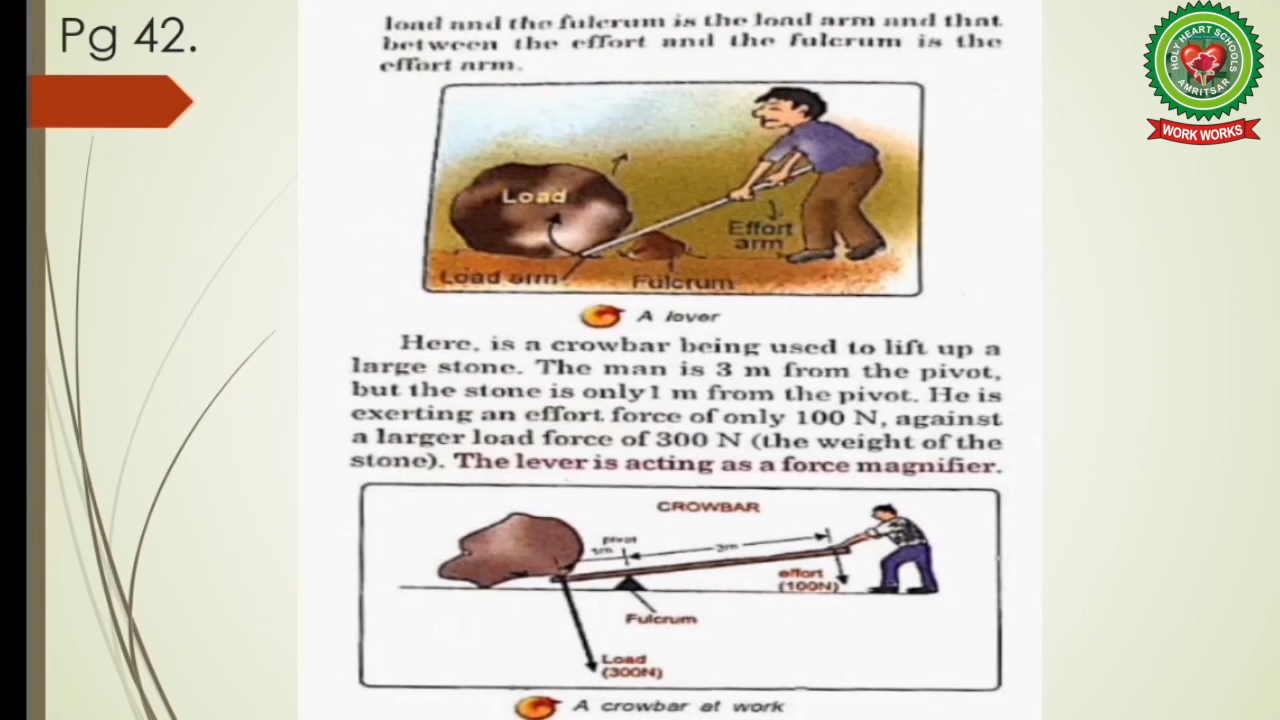 Pg 42.
load and the fulcrum is the load arm and that
between the effort and the fulcrum is the
effort arm.
Load
Effort
arm
Load arm
Fulcrum
A lever
Here, is a crowbar being used to lift up a
large stone. The man is 3 m from the pivot,
but the stone is only 1 m from the pivot. He is
exerting an effort force of only 100 N, against
a larger load force of 300 N (the weight of the
stone). The lever is acting as a force magnifier.
CROWBAR
pivot
1m
3m
effort
(100N)
Fulcrum
Load
(300N)
A crowbar at work
HOLY HEART SCHOOLS
AMRITSAR
WORK WORKS